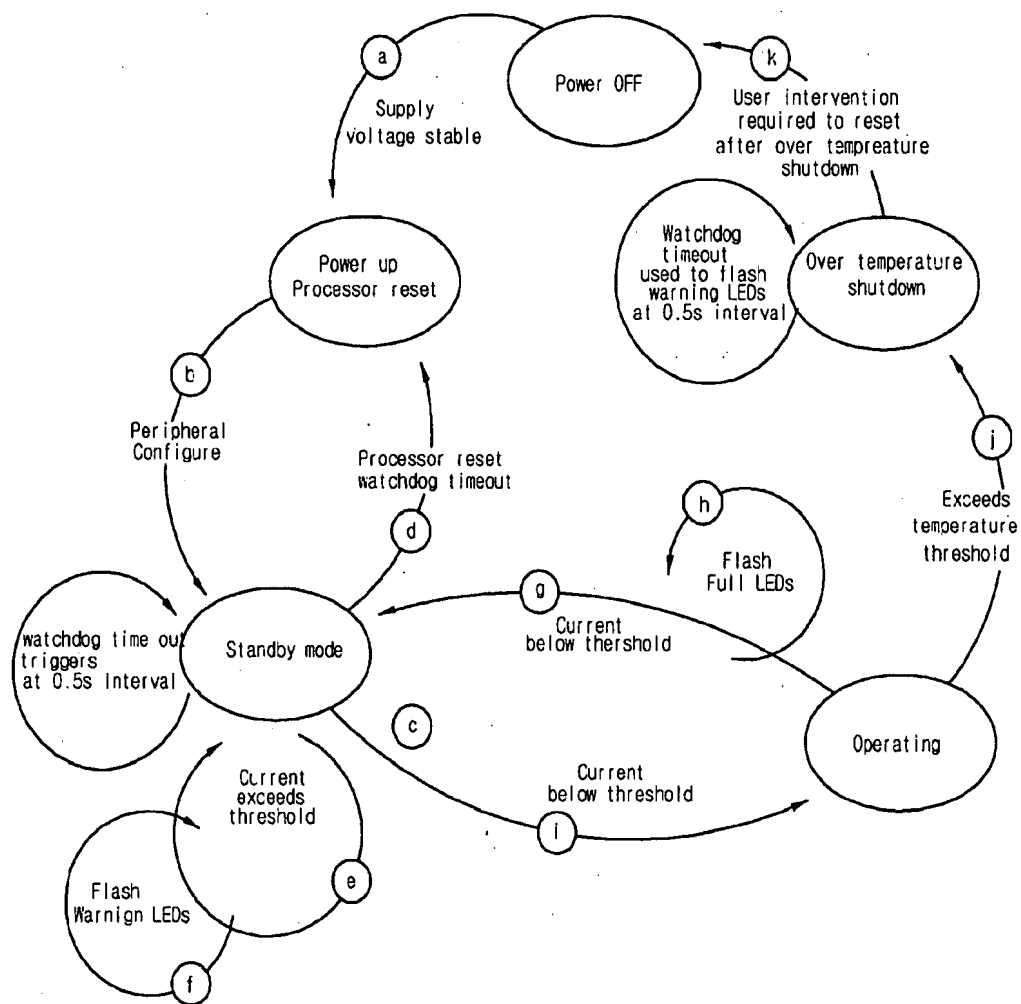 a
k
Power OFF
Supply
voltage stable
User intervention
required to reset
after over tempreature
shutdown
Power up
Processor reset
Watchdog
timeout
used to flash
warning LEDs
at 0.5s interval
Over temperature
shutdown
b
Peripheral
Configure
Processor reset
watchdog timeout
d
j
Exceeds
temperature
threshold
h
Flash
Full LEDs
g
Current
below thershold
watchdog time out
triggers
at 0.5s Interval
Standby mode
c
Operating
Current
exceeds
threshold
Current
below threshold
i
e
Flash
Warnign LEDs
f